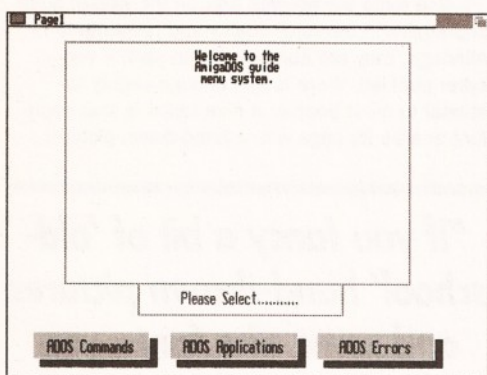 Page1
Welcome to the
AmigaDOS guide
menu system.
Please Select...........
ADOS Commands
ADOS Applications
ADOS Errors